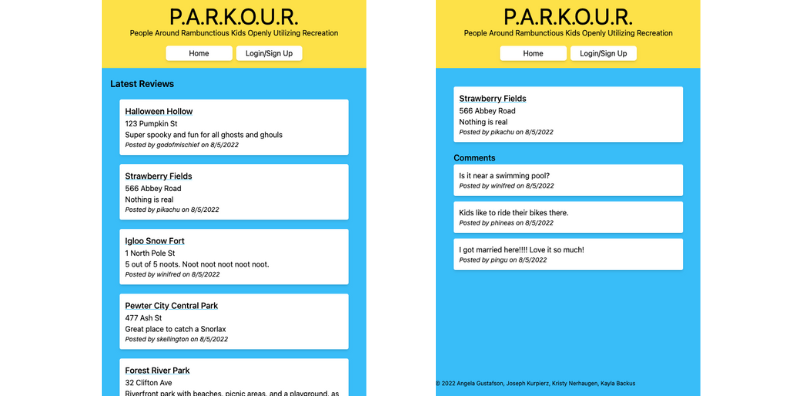 P.A.R.K.O.U.R.
People Around Rambunctious Kids Openly Utilizing Recreation
Home
Login/Sign Up
Latest Reviews
Halloween Hollow
123 Pumpkin St
Super spooky and fun for all ghosts and ghouls
Posted by godofmischief on 8/5/2022
Strawberry Fields
566 Abbey Road
Nothing is real
Posted by pikachu on 8/5/2022
Igloo Snow Fort
1 North Pole St
5 out of 5 noots. Noot noot noot noot noot.
Posted by winifred on 8/5/2022
Pewter City Central Park
477 Ash St
Great place to catch a Snorlax
Posted by skellington on 8/5/2022
Forest River Park
32 Clifton Ave
Riverfront park with beaches, picnic areas, and a playground, as
P.A.R.K.O.U.R.
People Around Rambunctious Kids Openly Utilizing Recreation
Home
Login/Sign Up
Strawberry Fields
566 Abbey Road
Nothing is real
Posted by pikachu on 8/5/2022
Comments
Is it near a swimming pool?
Posted by winifred on 8/5/2022
Kids like to ride their bikes there.
Posted by phineas on 8/5/2022
I got married here!!!! Love it so much!
Posted by pingu on 8/5/2022
© 2022 Angela Gustafson, Joseph Kurpierz, Kristy Nerhaugen, Kayla Backus